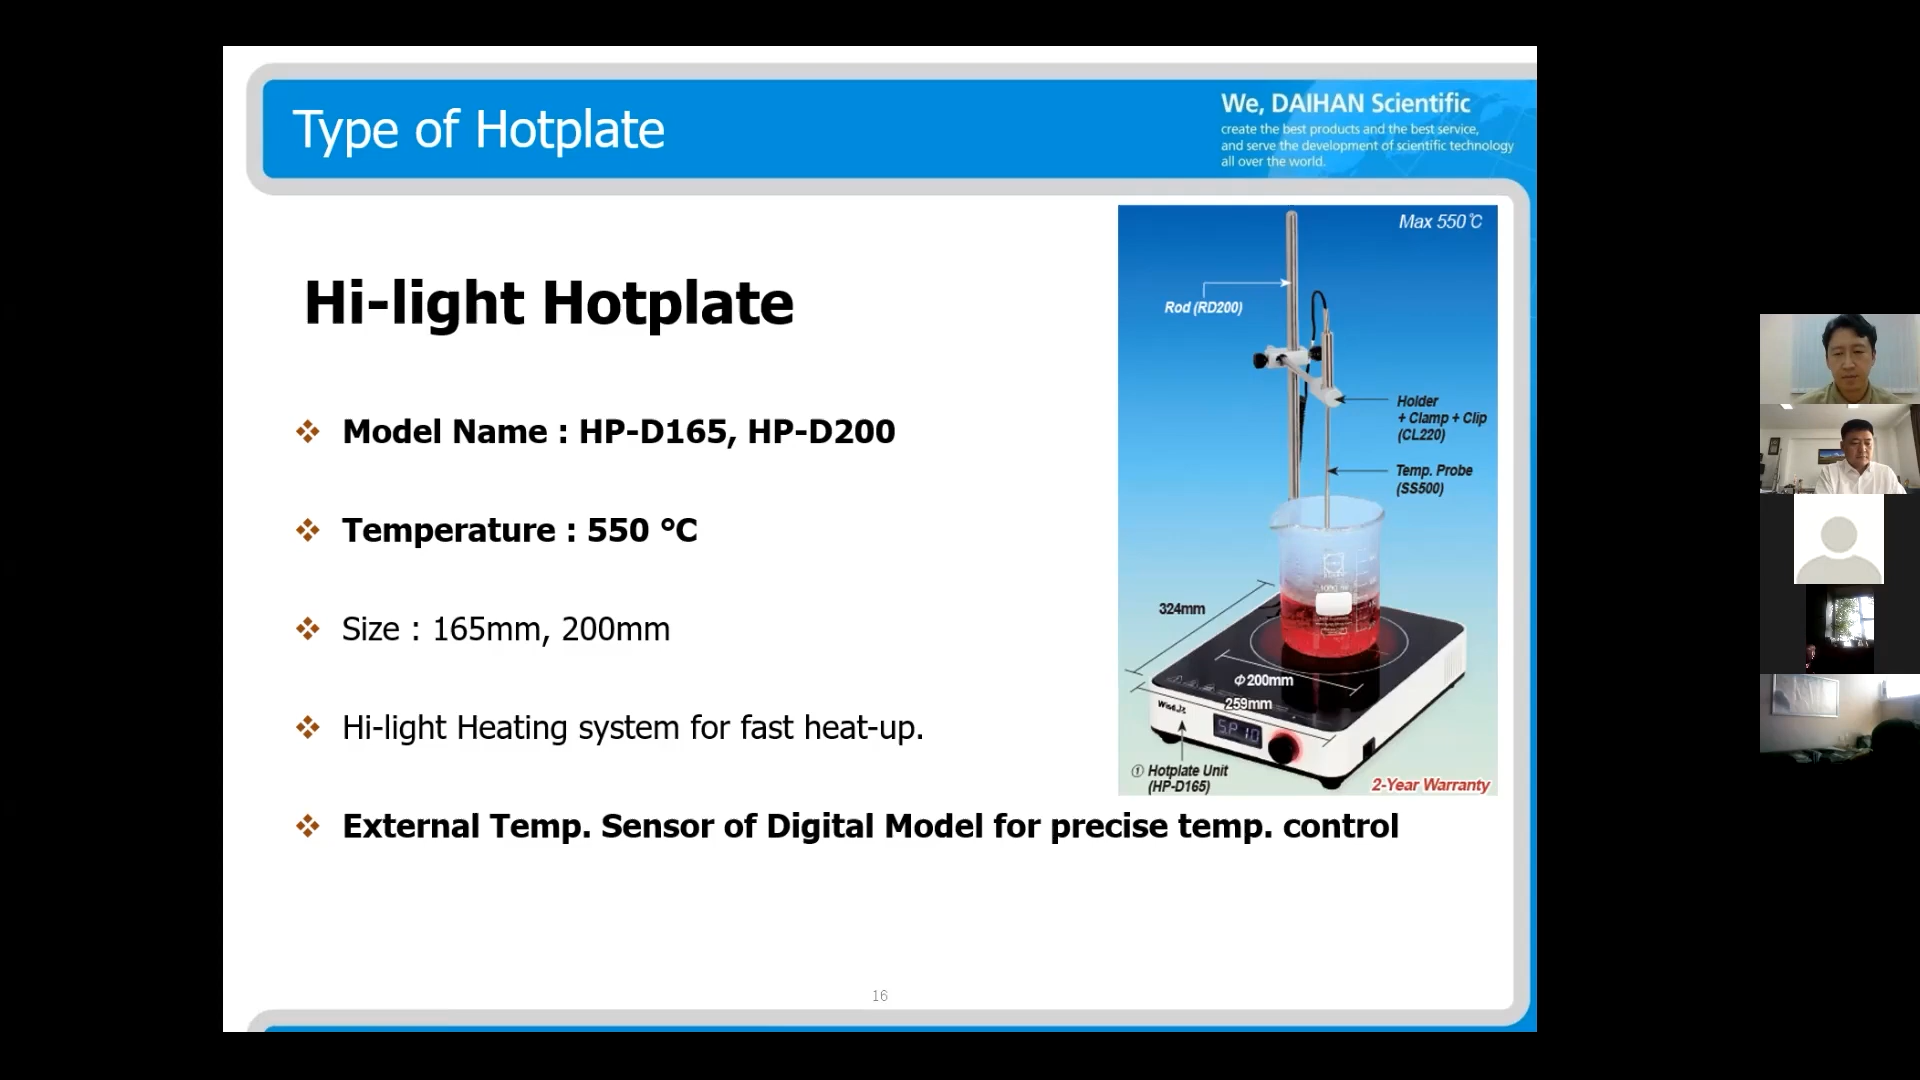 Type of Hotplate
We, DAIHAN Scientific
create the best products and the best service,
and serve the development of scientific technology
all over the world.
Max 550℃
Hi-light Hotplate
Rod (RD200)
Holder
+ Clamp + Clip
(CL220)
Model Name : HP-D165, HP-D200
Temp. Probe
(SS500)
Temperature : 550 °C
324mm
Size : 165mm, 200mm
Φ200mm
259mm
Hi-light Heating system for fast heat-up.
① Hotplate Unit
(HP-D165)
2-Year Warranty
External Temp. Sensor of Digital Model for precise temp. control
16